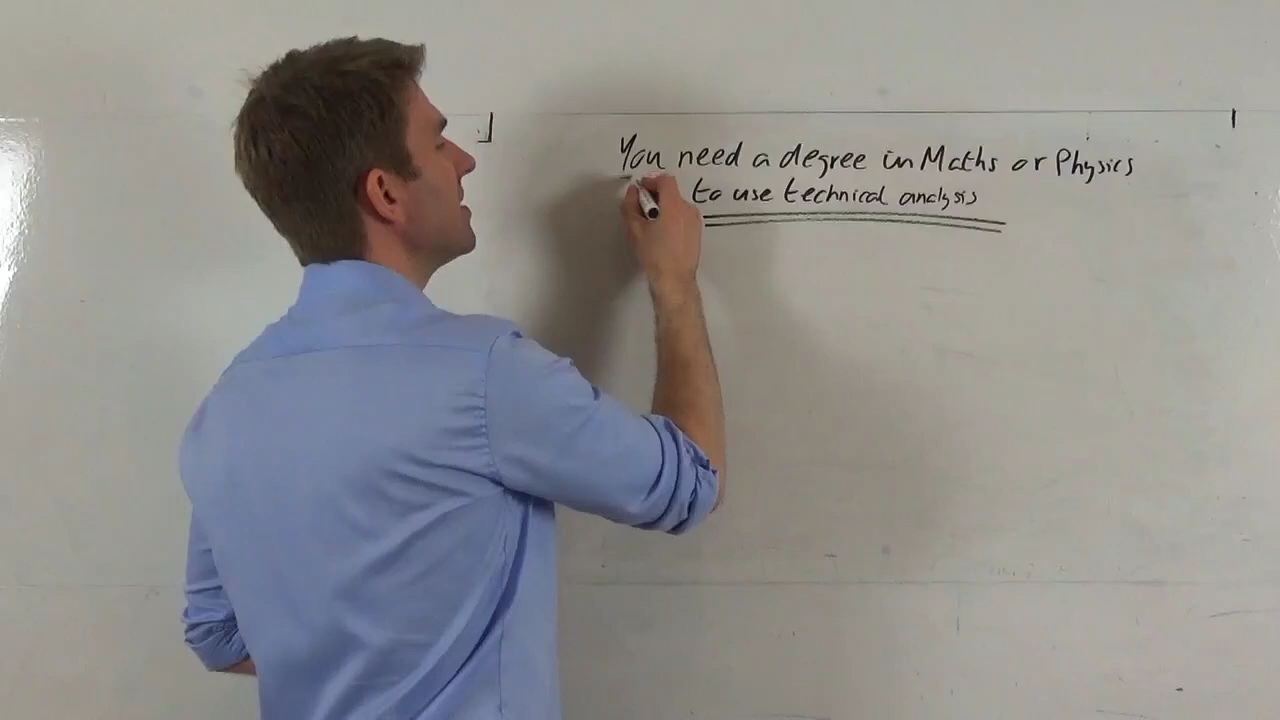 You need a degree in Maths or Physics
to use technical analysis